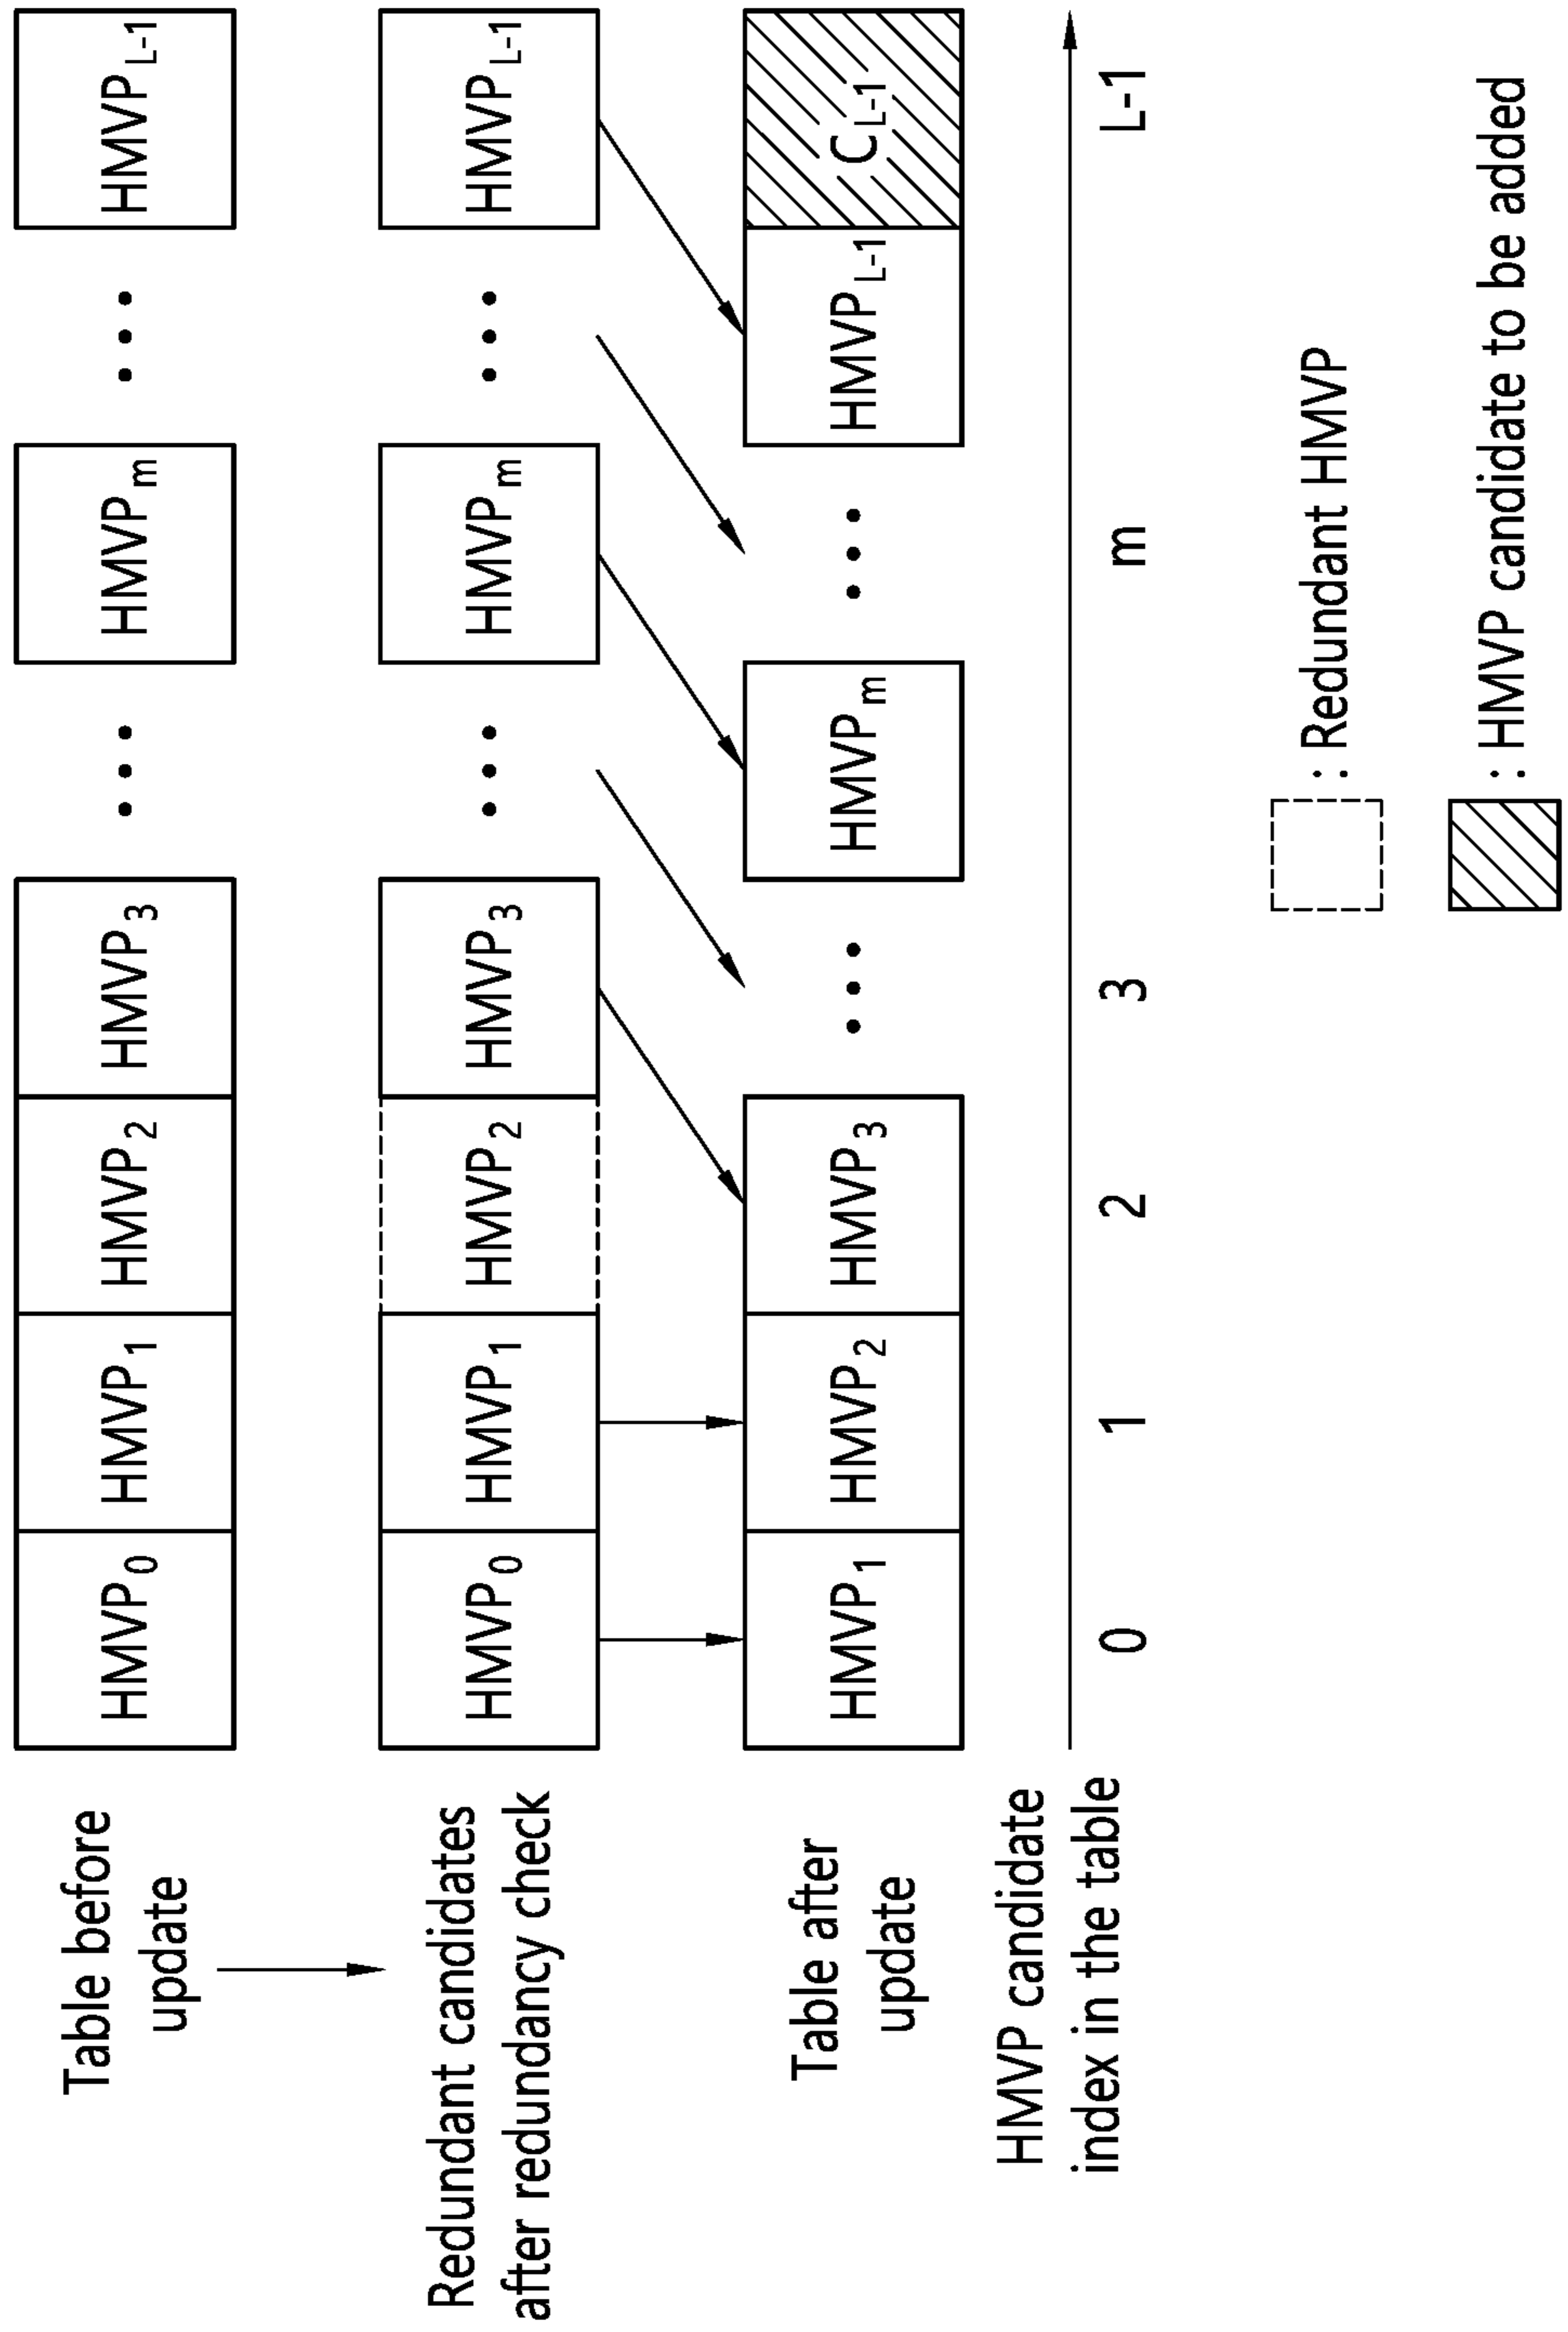 Table before
update
HMVP0 HMVP1 HMVP2 HMVP3 ... HMVPm ... HMVPL-1
Redundant candidates
after redundancy check
HMVP0 HMVP1 HMVP2 HMVP3 ... HMVPm ... HMVPL-1
Table after
update
HMVP1 HMVP2 HMVP3 ... HMVPm ... HMVPL-1 CL-1
HMVP candidate
index in the table
0 1 2 3 m L-1
: Redundant HMVP
: HMVP candidate to be added